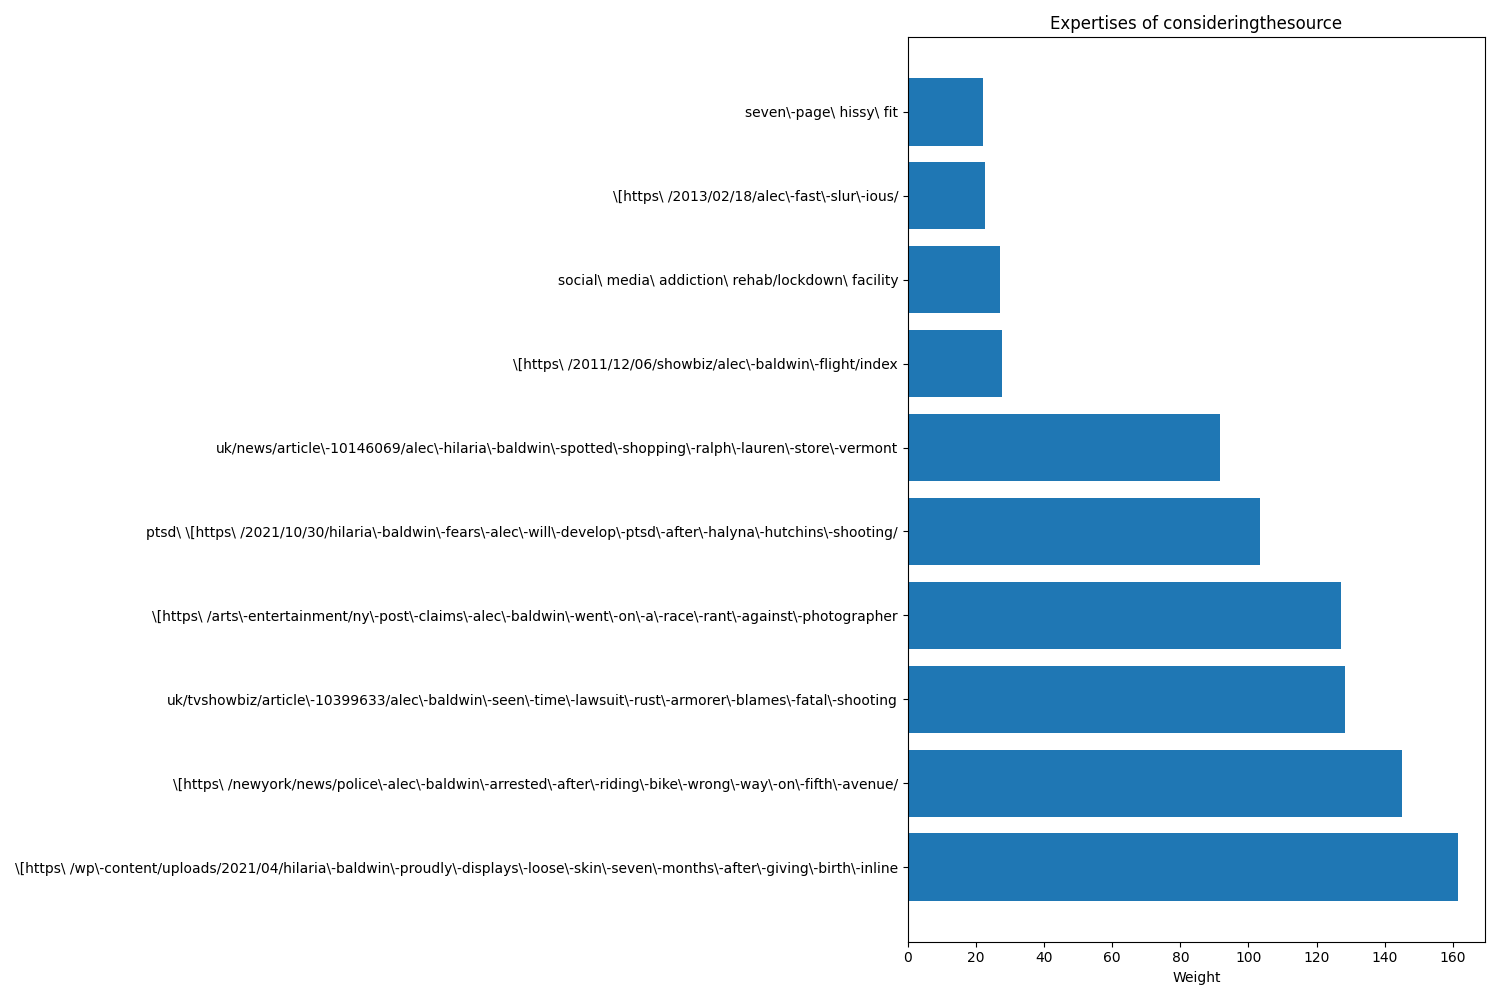 Expertises of consideringthesource
seven\-page\ hissy\ fit
\[https\ /2013/02/18/alec\-fast\-slur\-ious/
social\ media\ addiction\ rehab/lockdown\ facility
\[https\ /2011/12/06/showbiz/alec\-baldwin\-flight/index
uk/news/article\-10146069/alec\-hilaria\-baldwin\-spotted\-shopping\-ralph\-lauren\-store\-vermont
ptsd\ \[https\ /2021/10/30/hilaria\-baldwin\-fears\-alec\-will\-develop\-ptsd\-after\-halyna\-hutchins\-shooting/
\[https\ /arts\-entertainment/ny\-post\-claims\-alec\-baldwin\-went\-on\-a\-race\-rant\-against\-photographer
uk/tvshowbiz/article\-10399633/alec\-baldwin\-seen\-time\-lawsuit\-rust\-armorer\-blames\-fatal\-shooting
\[https\ /newyork/news/police\-alec\-baldwin\-arrested\-after\-riding\-bike\-wrong\-way\-on\-fifth\-avenue/
\[https\ /wp\-content/uploads/2021/04/hilaria\-baldwin\-proudly\-displays\-loose\-skin\-seven\-months\-after\-giving\-birth\-inline
0 20 40 60 80 100 120 140 160
Weight